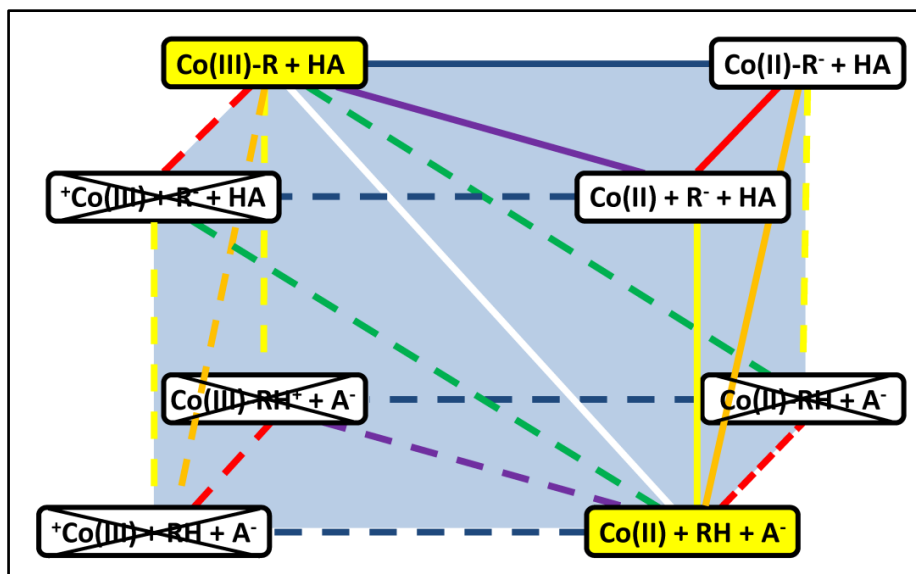 Co(III)-R + HA
Co(II)-R⁻ + HA
⁺Co(III) + R⁻ + HA
Co(II) + R⁻ + HA
Co(III)-RH⁺ + A⁻
Co(II)-RH + A⁻
⁺Co(III) + RH + A⁻
Co(II) + RH + A⁻